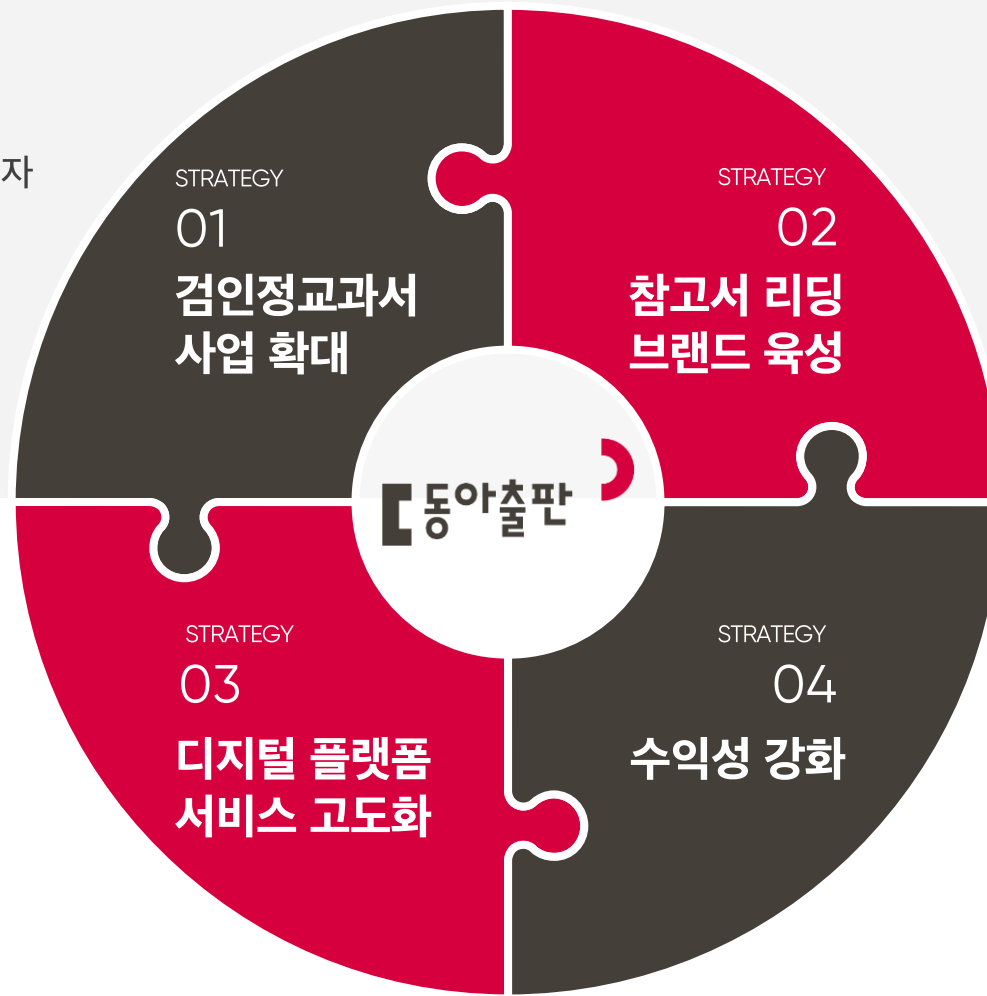 자
STRATEGY
01
검인정교과서
사업 확대
STRATEGY
02
참고서 리딩
브랜드 육성
동아출판
STRATEGY
03
디지털 플랫폼
서비스 고도화
STRATEGY
04
수익성 강화